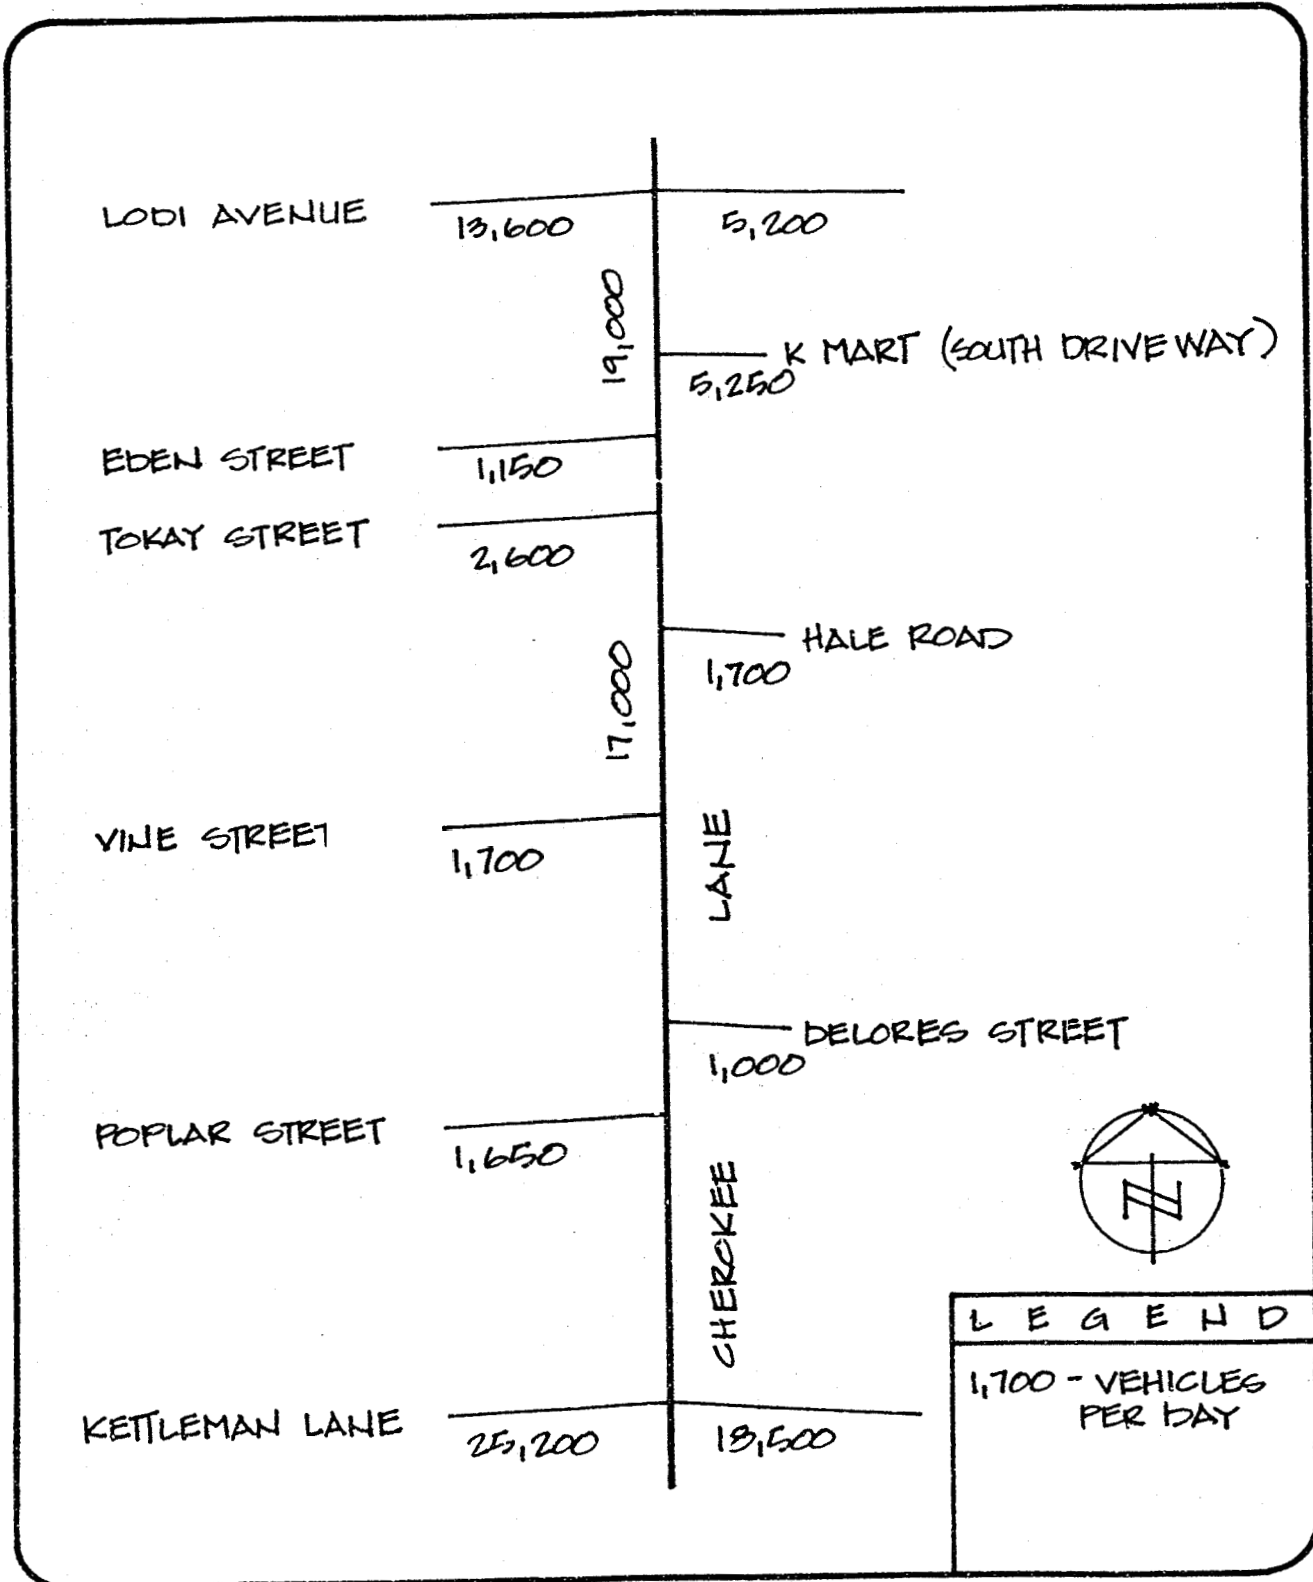 LODI AVENUE
13,600
5,200
19,000
K MART (SOUTH DRIVEWAY)
5,250
EDEN STREET
1,150
TOKAY STREET
2,600
HALE ROAD
1,700
17,000
VINE STREET
1,700
LANE
DELORES STREET
1,000
POPLAR STREET
1,650
CHEROKEE
N
LEGEND
1,700 - VEHICLES
PER DAY
KETTLEMAN LANE
25,200
18,500